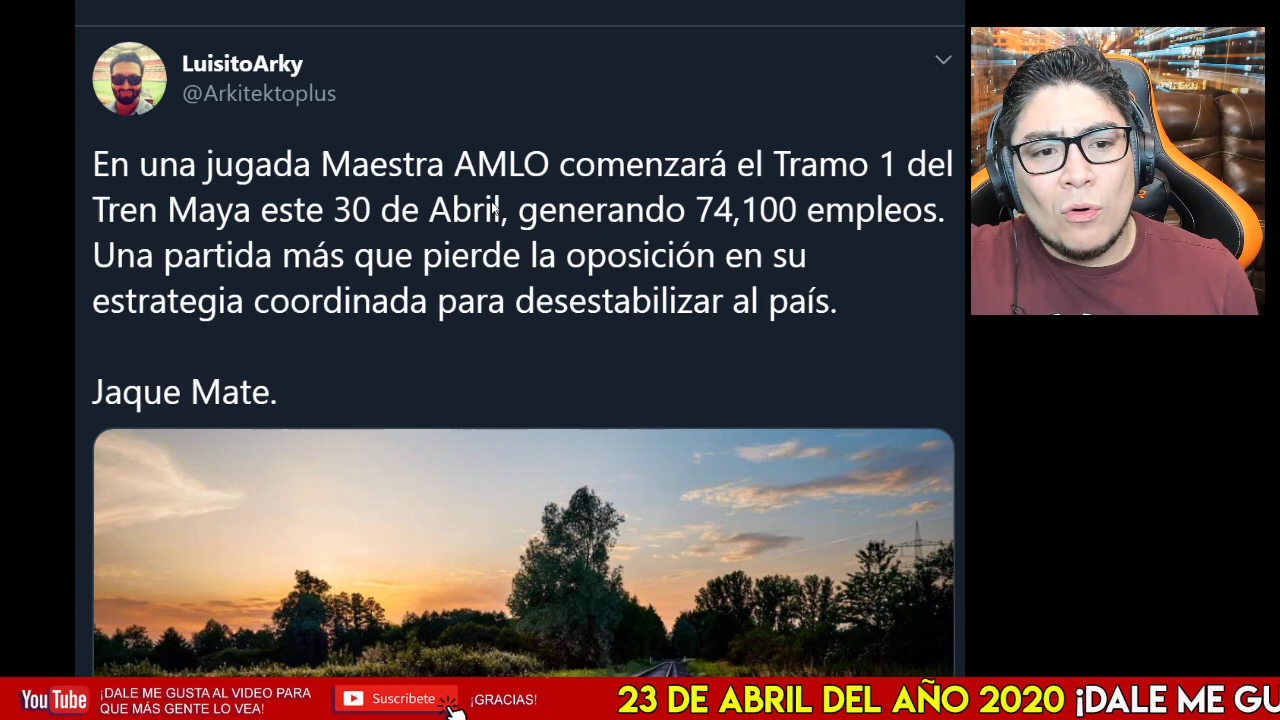 LuisitoArky
@Arkitektoplus
En una jugada Maestra AMLO comenzará el Tramo 1 del
Tren Maya este 30 de Abril, generando 74,100 empleos.
Una partida más que pierde la oposición en su
estrategia coordinada para desestabilizar al país.
Jaque Mate.
YouTube
¡DALE ME GUSTA AL VIDEO PARA
QUE MÁS GENTE LO VEA!
Suscribete
¡GRACIAS!
23 DE ABRIL DEL AÑO 2020 ¡DALE ME GU